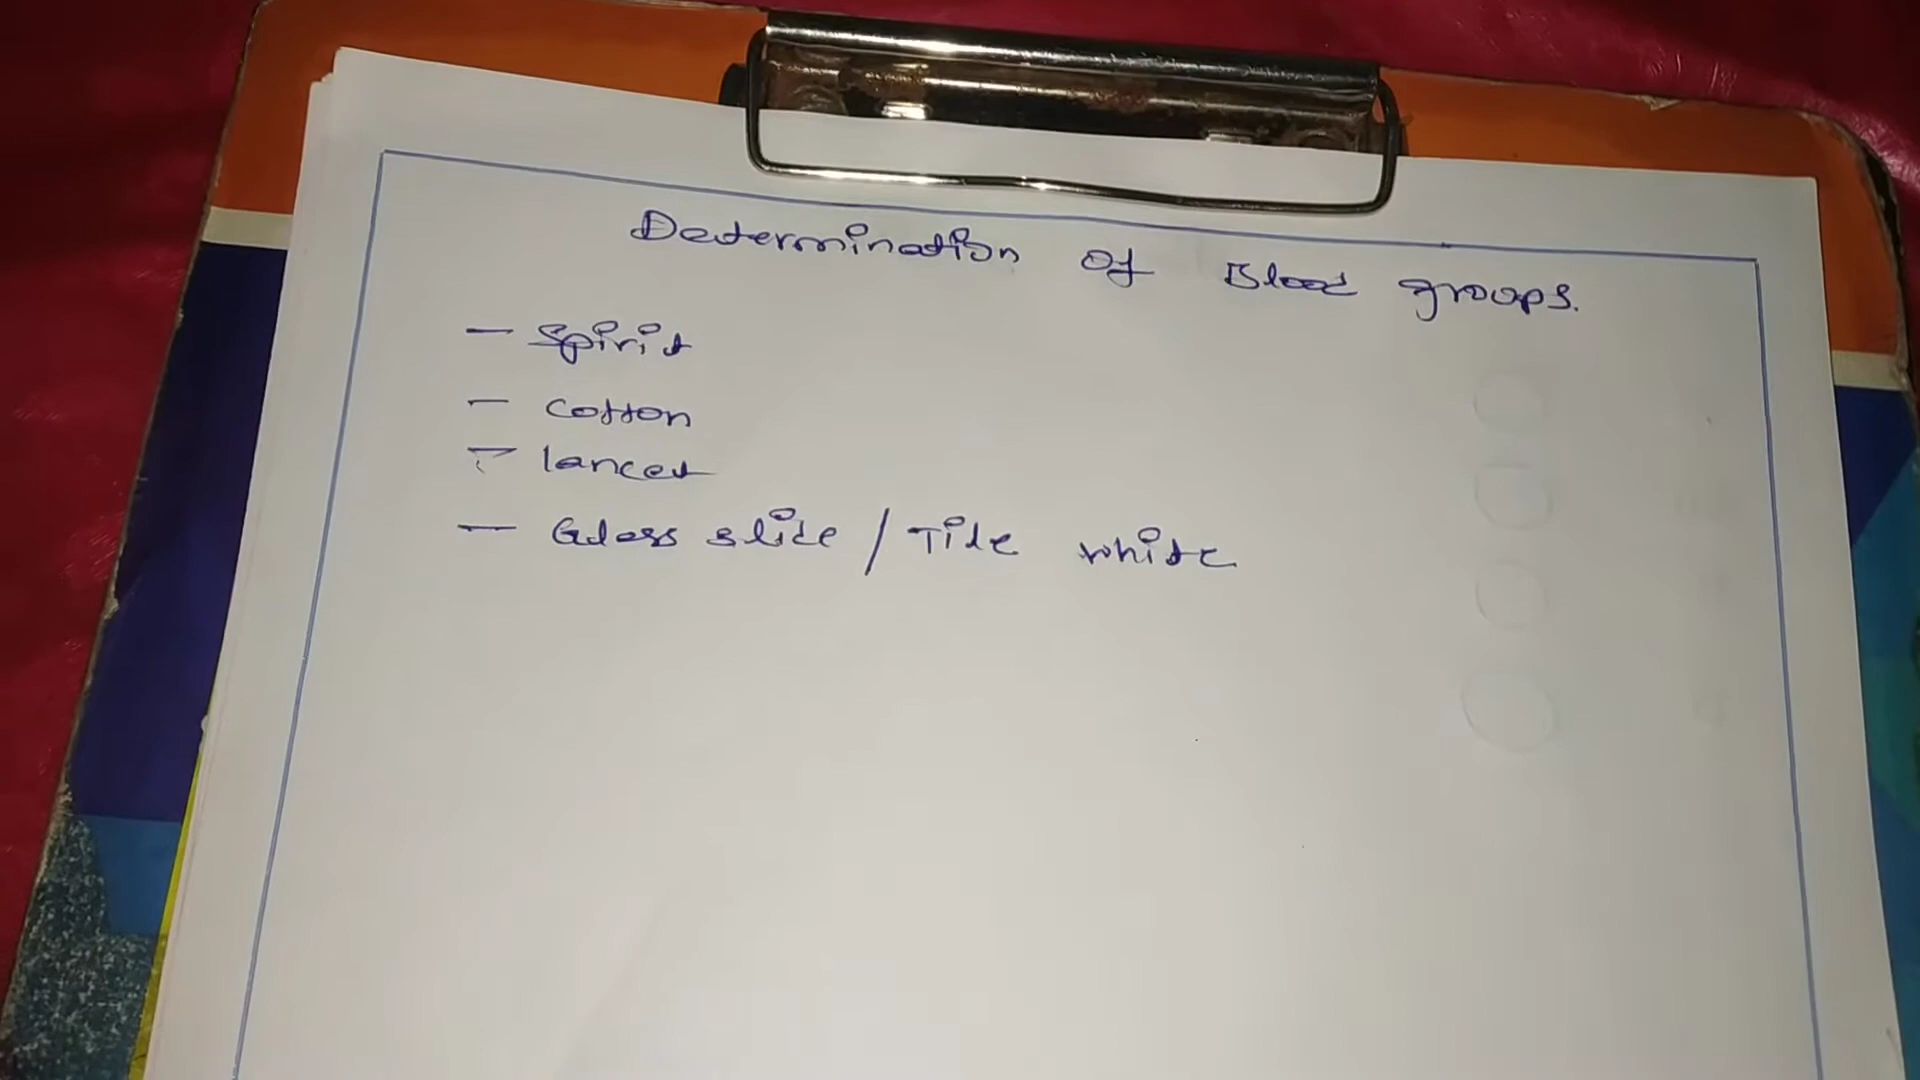 Determination of Blood groups.
- Spirit
- cotton
- lancet
- Glass slide / Tile white